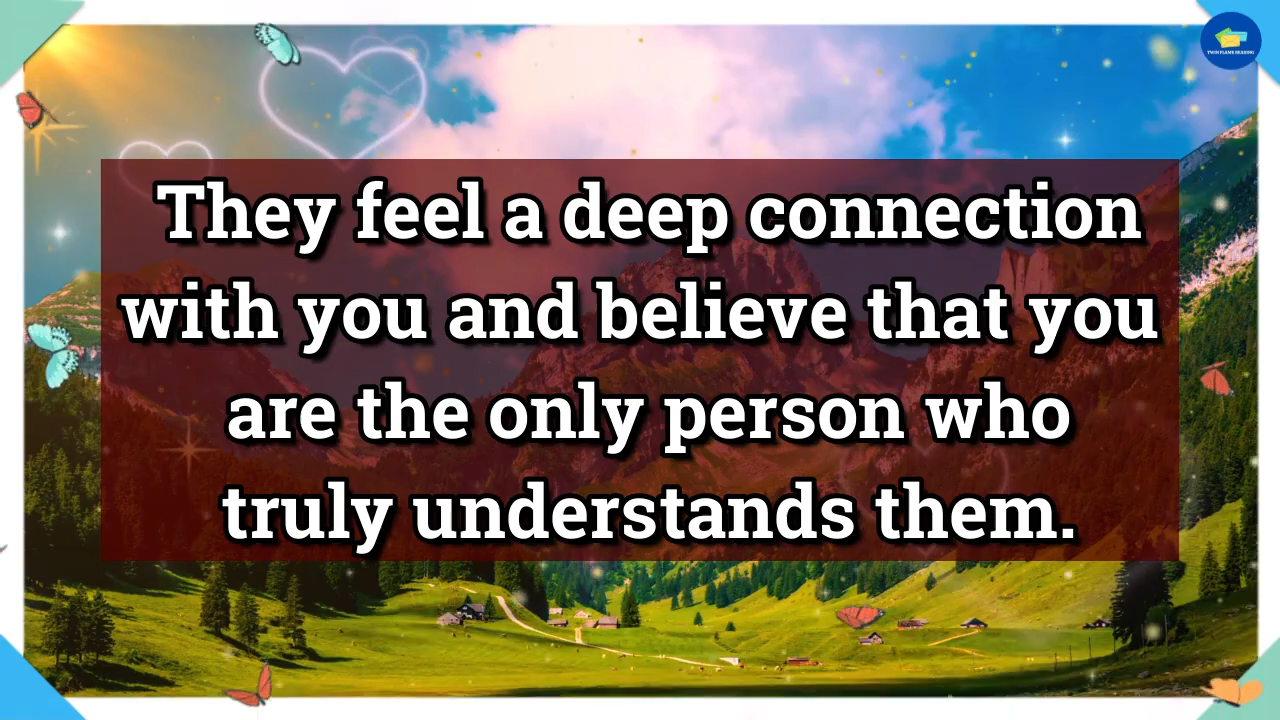 They feel a deep connection
with you and believe that you
are the only person who
truly understands them.